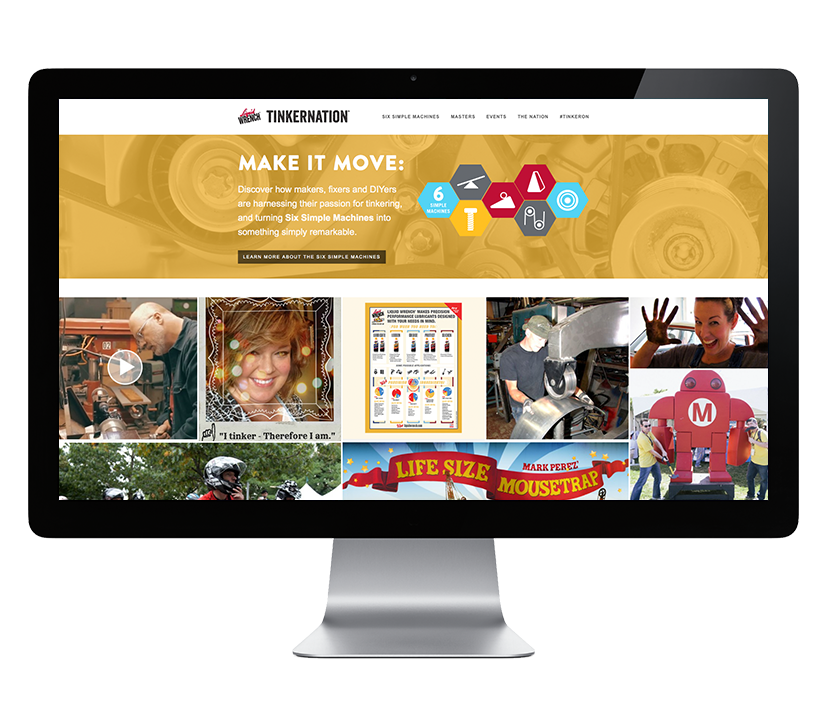 Liquid
WRENCH TINKERNATION
SIX SIMPLE MACHINES MASTERS EVENTS THE NATION #TINKERON
MAKE IT MOVE:
Discover how makers, fixers and DIYers
are harnessing their passion for tinkering,
and turning Six Simple Machines into
something simply remarkable.
LEARN MORE ABOUT THE SIX SIMPLE MACHINES
6
SIMPLE
MACHINES
LIQUID WRENCH® MAKES PRECISION
PERFORMANCE LUBRICANTS DESIGNED
WITH YOUR NEEDS IN MIND.
"I tinker - Therefore I am."
M
LIFE SIZE
MARK PEREZ'
MOUSETRAP